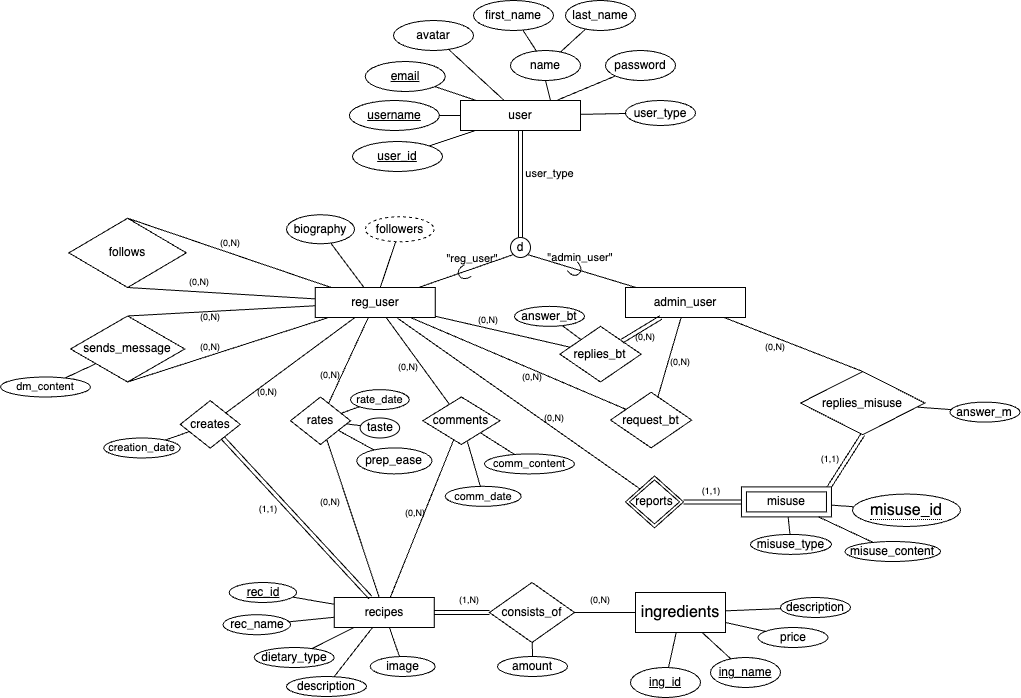 first_name
last_name
avatar
name
email
password
username
user
user_type
user_id
user_type
biography
followers
follows
(0,N)
d
"reg_user"
"admin_user"
(0,N)
reg_user
admin_user
(0,N)
(0,N)
answer_bt
(0,N)
sends_message
(0,N)
replies_bt
(0,N)
(0,N)
dm_content
(0,N)
(0,N)
(0,N)
(0,N)
(0,N)
rate_date
replies_misuse
answer_m
creates
rates
taste
comments
(0,N)
request_bt
creation_date
prep_ease
comm_content
(1,1)
comm_date
(1,1)
(0,N)
(0,N)
(1,1)
reports
misuse
misuse_id
misuse_type
misuse_content
rec_id
(1,N)
(0,N)
rec_name
recipes
consists_of
ingredients
description
price
dietary_type
image
amount
description
ing_id
ing_name